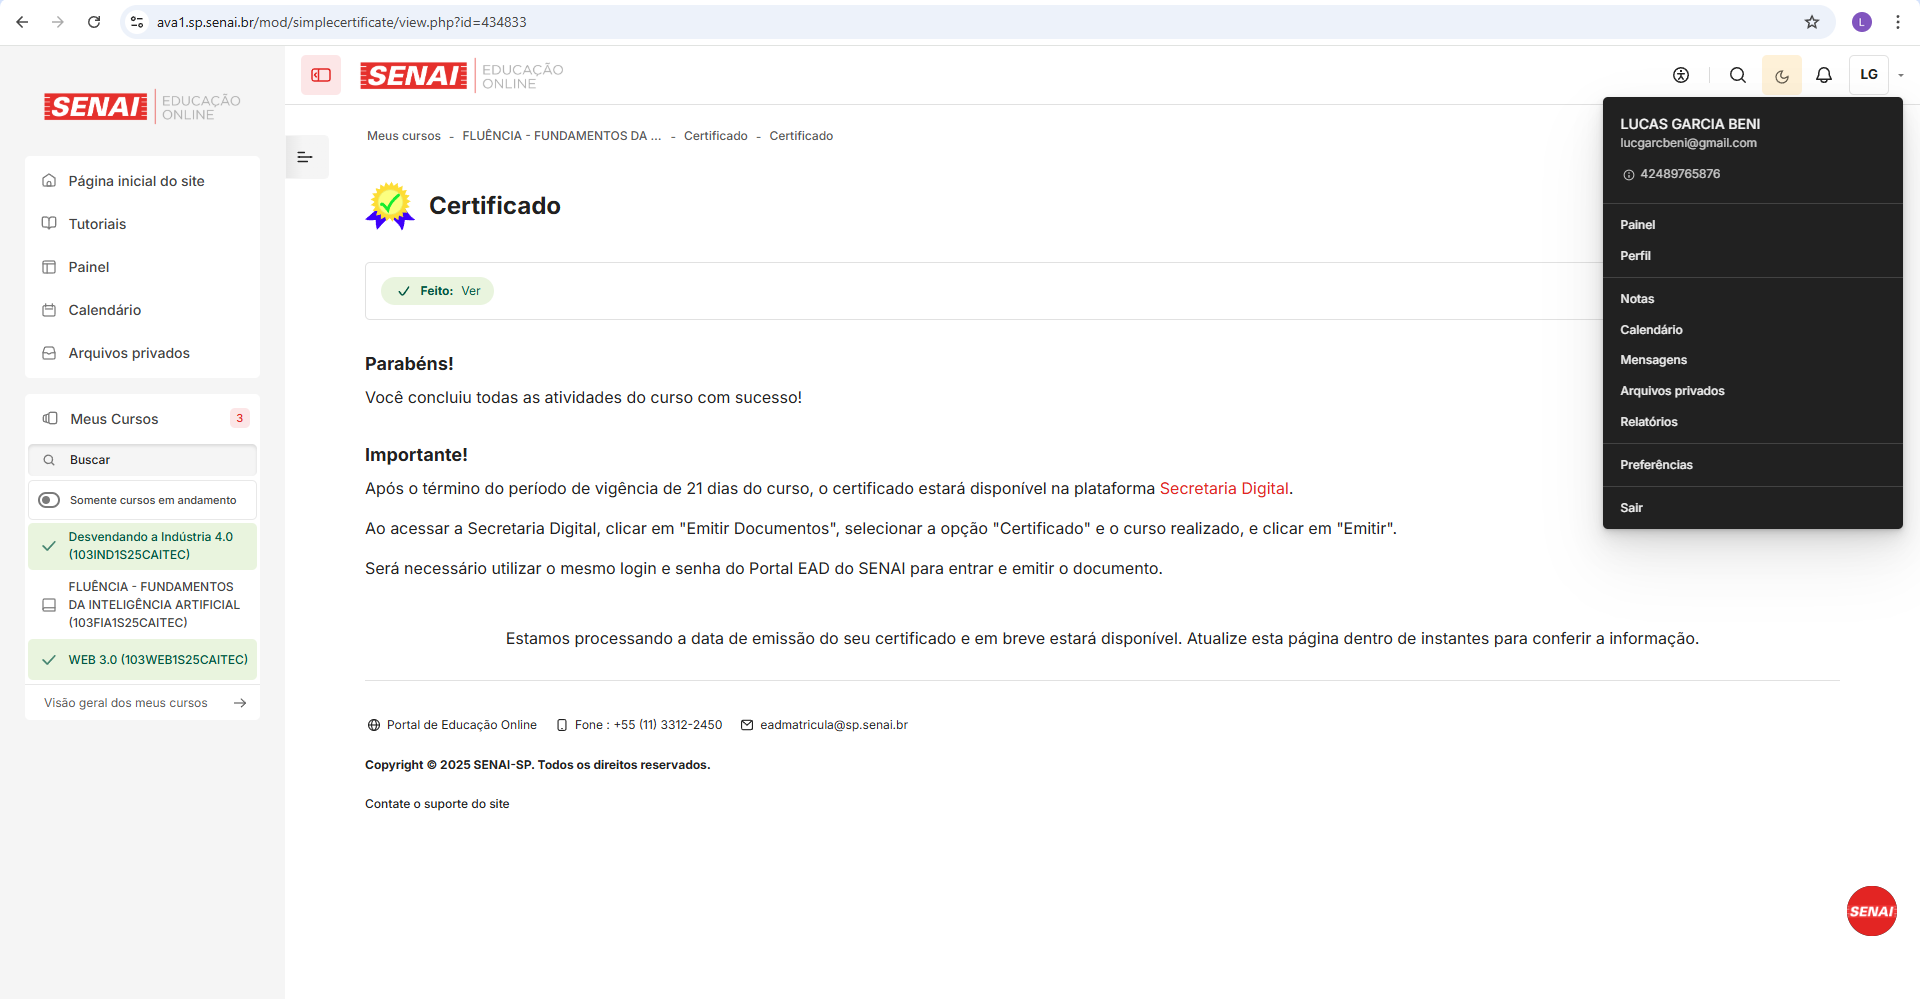 ava1.sp.senai.br/mod/simplecertificate/view.php?id=434833
L
SENAI EDUCAÇÃO ONLINE
Página inicial do site
Tutoriais
Painel
Calendário
Arquivos privados
Meus Cursos 3
Buscar
Somente cursos em andamento
Desvendando a Indústria 4.0
(103IND1S25CAITEC)
FLUÊNCIA - FUNDAMENTOS
DA INTELIGÊNCIA ARTIFICIAL
(103FIA1S25CAITEC)
WEB 3.0 (103WEB1S25CAITEC)
Visão geral dos meus cursos
SENAI EDUCAÇÃO ONLINE
LG
Meus cursos - FLUÊNCIA - FUNDAMENTOS DA ... - Certificado - Certificado
Certificado
Feito: Ver
Parabéns!
Você concluiu todas as atividades do curso com sucesso!
Importante!
Após o término do período de vigência de 21 dias do curso, o certificado estará disponível na plataforma Secretaria Digital.
Ao acessar a Secretaria Digital, clicar em "Emitir Documentos", selecionar a opção "Certificado" e o curso realizado, e clicar em "Emitir".
Será necessário utilizar o mesmo login e senha do Portal EAD do SENAI para entrar e emitir o documento.
Estamos processando a data de emissão do seu certificado e em breve estará disponível. Atualize esta página dentro de instantes para conferir a informação.
Portal de Educação Online Fone : +55 (11) 3312-2450 eadmatricula@sp.senai.br
Copyright © 2025 SENAI-SP. Todos os direitos reservados.
Contate o suporte do site
LUCAS GARCIA BENI
lucgarcbeni@gmail.com
42489765876
Painel
Perfil
Notas
Calendário
Mensagens
Arquivos privados
Relatórios
Preferências
Sair
SENAI